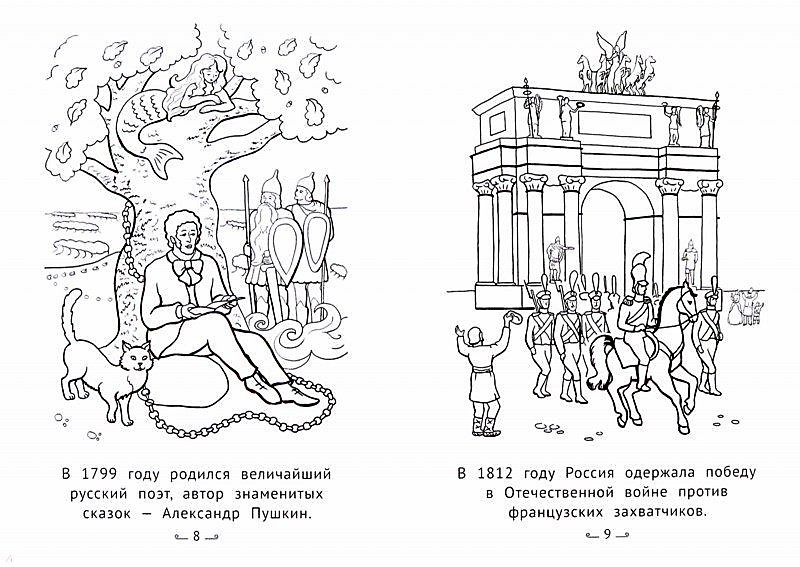 В 1799 году родился величайший
русский поэт, автор знаменитых
сказок — Александр Пушкин.
8
В 1812 году Россия одержала победу
в Отечественной войне против
французских захватчиков.
9